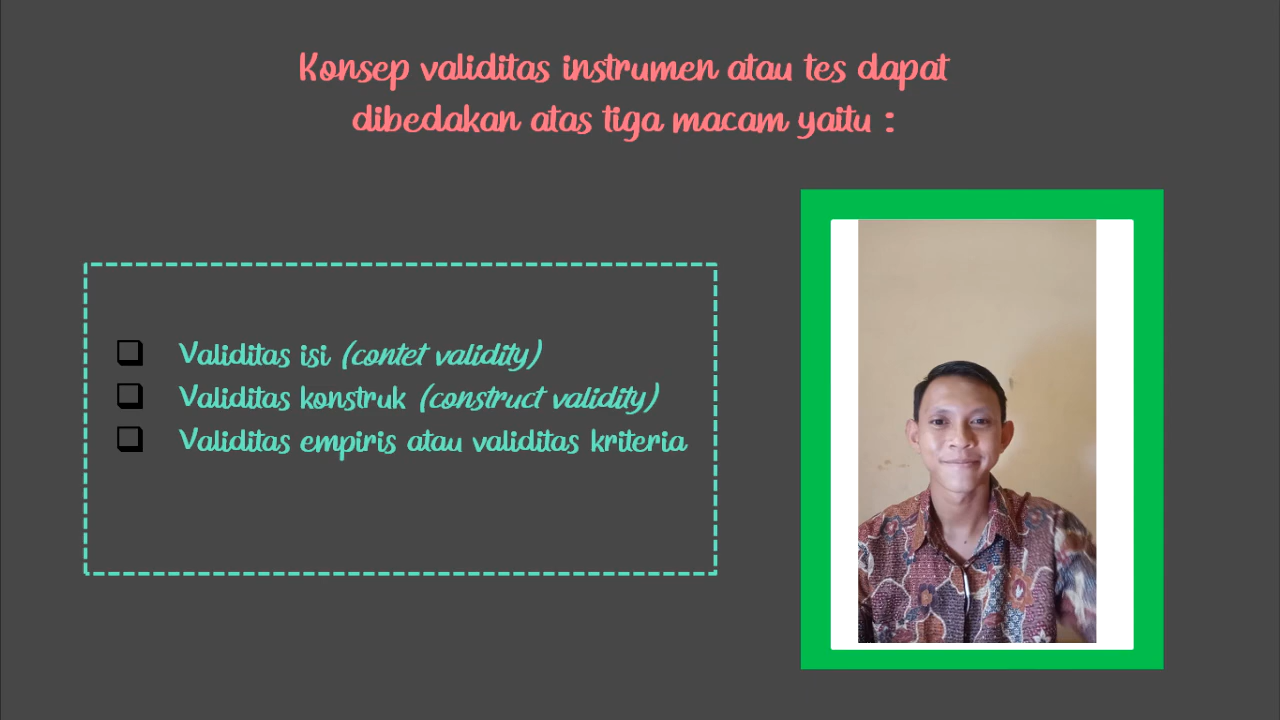 Konsep validitas instrumen atau tes dapat
dibedakan atas tiga macam yaitu :
Validitas isi (contet validity)
Validitas konstruk (construct validity)
Validitas empiris atau validitas kriteria